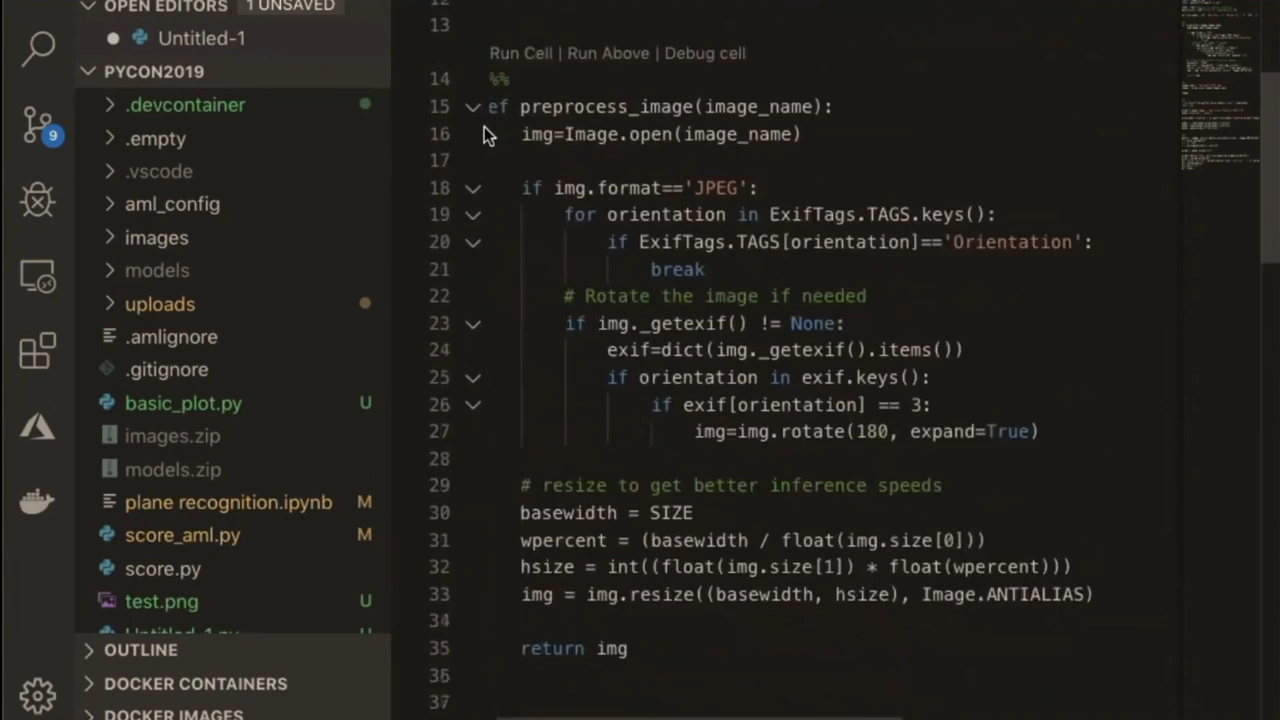 OPEN EDITORS 1 UNSAVED
Untitled-1
PYCON2019
.devcontainer
.empty
.vscode
aml_config
images
models
uploads
.amlignore
.gitignore
basic_plot.py U
images.zip
models.zip
plane recognition.ipynb M
score_aml.py M
score.py
test.png U
Untitled-1.py U
OUTLINE
DOCKER CONTAINERS
DOCKER IMAGES
9
12
13
Run Cell | Run Above | Debug cell
14 %%
15 ef preprocess_image(image_name):
16 img=Image.open(image_name)
17
18 if img.format=='JPEG':
19 for orientation in ExifTags.TAGS.keys():
20 if ExifTags.TAGS[orientation]=='Orientation':
21 break
22 # Rotate the image if needed
23 if img._getexif() != None:
24 exif=dict(img._getexif().items())
25 if orientation in exif.keys():
26 if exif[orientation] == 3:
27 img=img.rotate(180, expand=True)
28
29 # resize to get better inference speeds
30 basewidth = SIZE
31 wpercent = (basewidth / float(img.size[0]))
32 hsize = int((float(img.size[1]) * float(wpercent)))
33 img = img.resize((basewidth, hsize), Image.ANTIALIAS)
34
35 return img
36
37